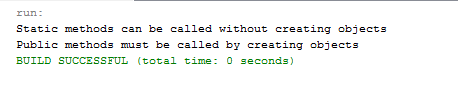 run:
Static methods can be called without creating objects
Public methods must be called by creating objects
BUILD SUCCESSFUL (total time: 0 seconds)